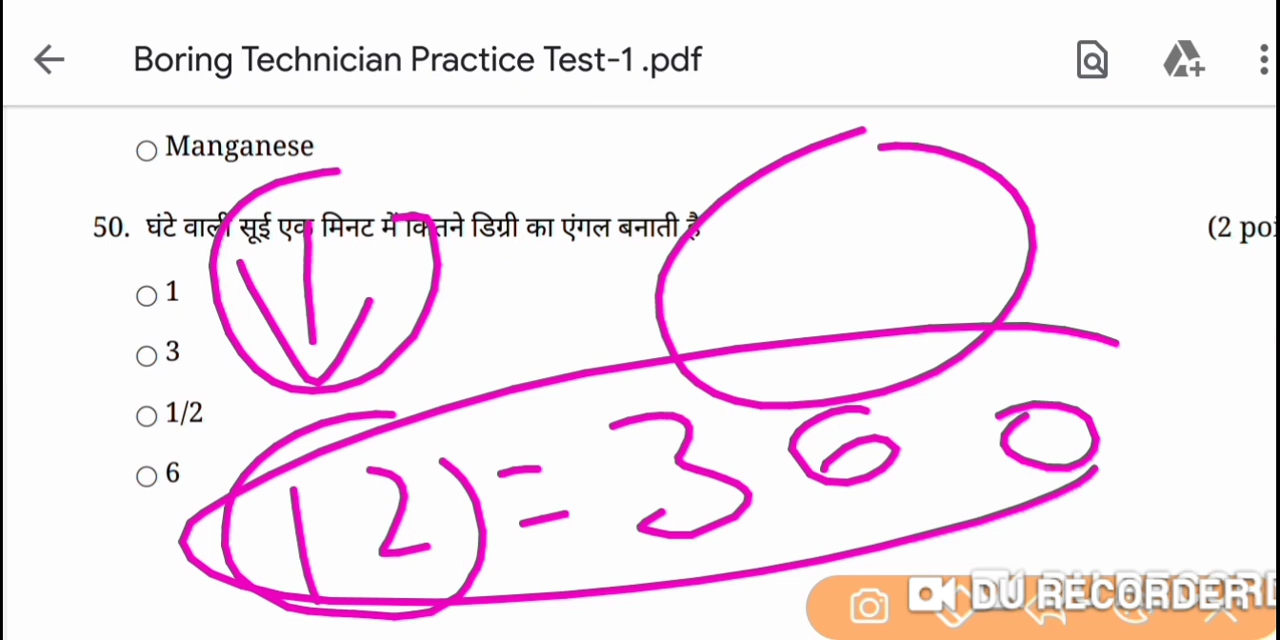 Boring Technician Practice Test-1 .pdf
Manganese
50. घंटे वाली सूई एक मिनट में कितने डिग्री का एंगल बनाती है (2 poi
1
3
1/2
6
12 = 360
DU RECORDER